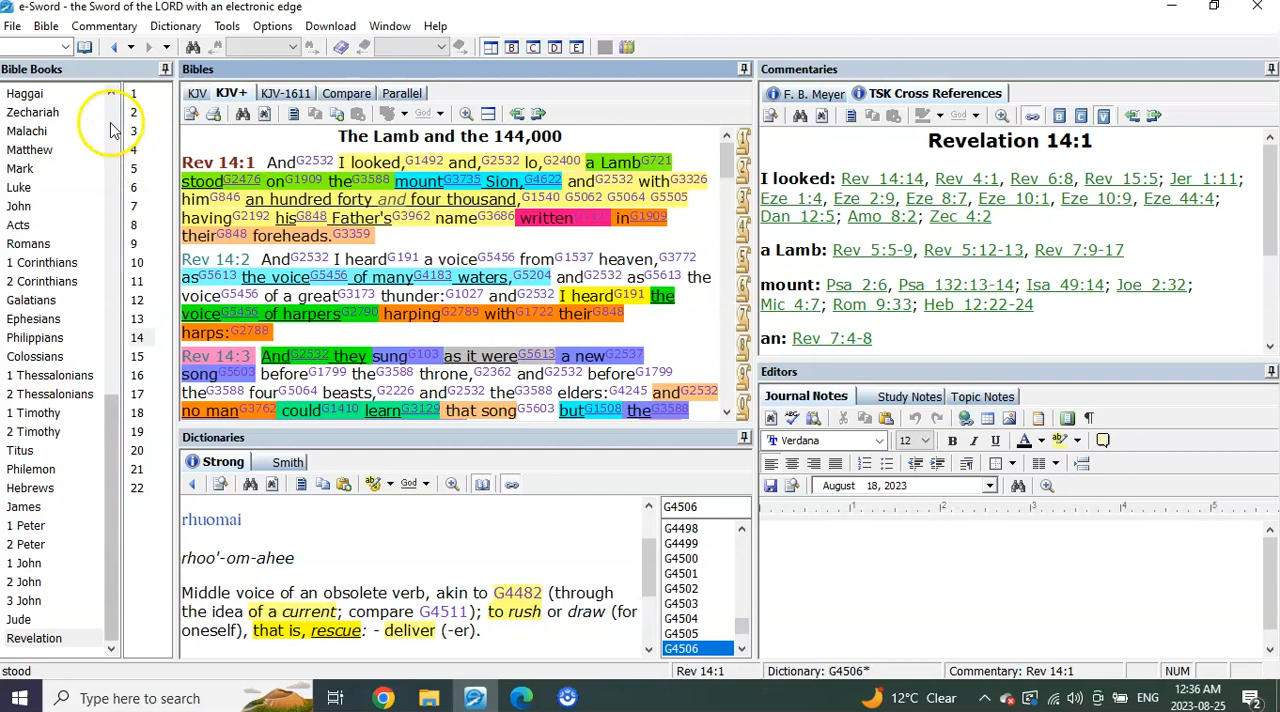 e-Sword - the Sword of the LORD with an electronic edge
File Bible Commentary Dictionary Tools Options Download Window Help
B C D E
Bible Books
Haggai
Zechariah
Malachi
Matthew
Mark
Luke
John
Acts
Romans
1 Corinthians
2 Corinthians
Galatians
Ephesians
Philippians
Colossians
1 Thessalonians
2 Thessalonians
1 Timothy
2 Timothy
Titus
Philemon
Hebrews
James
1 Peter
2 Peter
1 John
2 John
3 John
Jude
Revelation
1
2
3
4
5
6
7
8
9
10
11
12
13
14
15
16
17
18
19
20
21
22
Bibles
KJV KJV+ KJV-1611 Compare Parallel
God
The Lamb and the 144,000
Rev 14:1 And G2532 I looked, G1492 and, G2532 lo, G2400 a Lamb G721
stood G2476 on G1909 the G3588 mount G3735 Sion, G4622 and G2532 with G3326
him G846 an hundred forty and four thousand, G1540 G5062 G5064 G5505
having G2192 his G848 Father's G3962 name G3686 written in G1909
their G848 foreheads. G3359
Rev 14:2 And G2532 I heard G191 a voice G5456 from G1537 heaven, G3772
as G5613 the voice G5456 of many G4183 waters, G5204 and G2532 as G5613 the
voice G5456 of a great G3173 thunder: G1027 and G2532 I heard G191 the
voice G5456 of harpers G2790 harping G2789 with G1722 their G848
harps: G2788
Rev 14:3 And G2532 they sung G103 as it were G5613 a new G2537
song G5603 before G1799 the G3588 throne, G2362 and G2532 before G1799
the G3588 four G5064 beasts, G2226 and G2532 the G3588 elders: G4245 and G2532
no man G3762 could G1410 learn G3129 that song G5603 but G1508 the G3588
Dictionaries
Strong Smith
God
rhuomai
rhoo'-om-ahee
Middle voice of an obsolete verb, akin to G4482 (through
the idea of a current; compare G4511); to rush or draw (for
oneself), that is, rescue: - deliver (-er).
G4506
G4498
G4499
G4500
G4501
G4502
G4503
G4504
G4505
G4506
Commentaries
F. B. Meyer TSK Cross References
God B C V
Revelation 14:1
I looked: Rev 14:14, Rev 4:1, Rev 6:8, Rev 15:5; Jer 1:11;
Eze 1:4, Eze 2:9, Eze 8:7, Eze 10:1, Eze 10:9, Eze 44:4;
Dan 12:5; Amo 8:2; Zec 4:2
a Lamb: Rev 5:5-9, Rev 5:12-13, Rev 7:9-17
mount: Psa 2:6, Psa 132:13-14; Isa 49:14; Joe 2:32;
Mic 4:7; Rom 9:33; Heb 12:22-24
an: Rev 7:4-8
Editors
Journal Notes Study Notes Topic Notes
Verdana 12 B I U A ab
August 18, 2023
1 2 3 4 5
stood Rev 14:1 Dictionary: G4506* Commentary: Rev 14:1 NUM
Type here to search 12°C Clear ENG 12:36 AM
2023-08-25 2